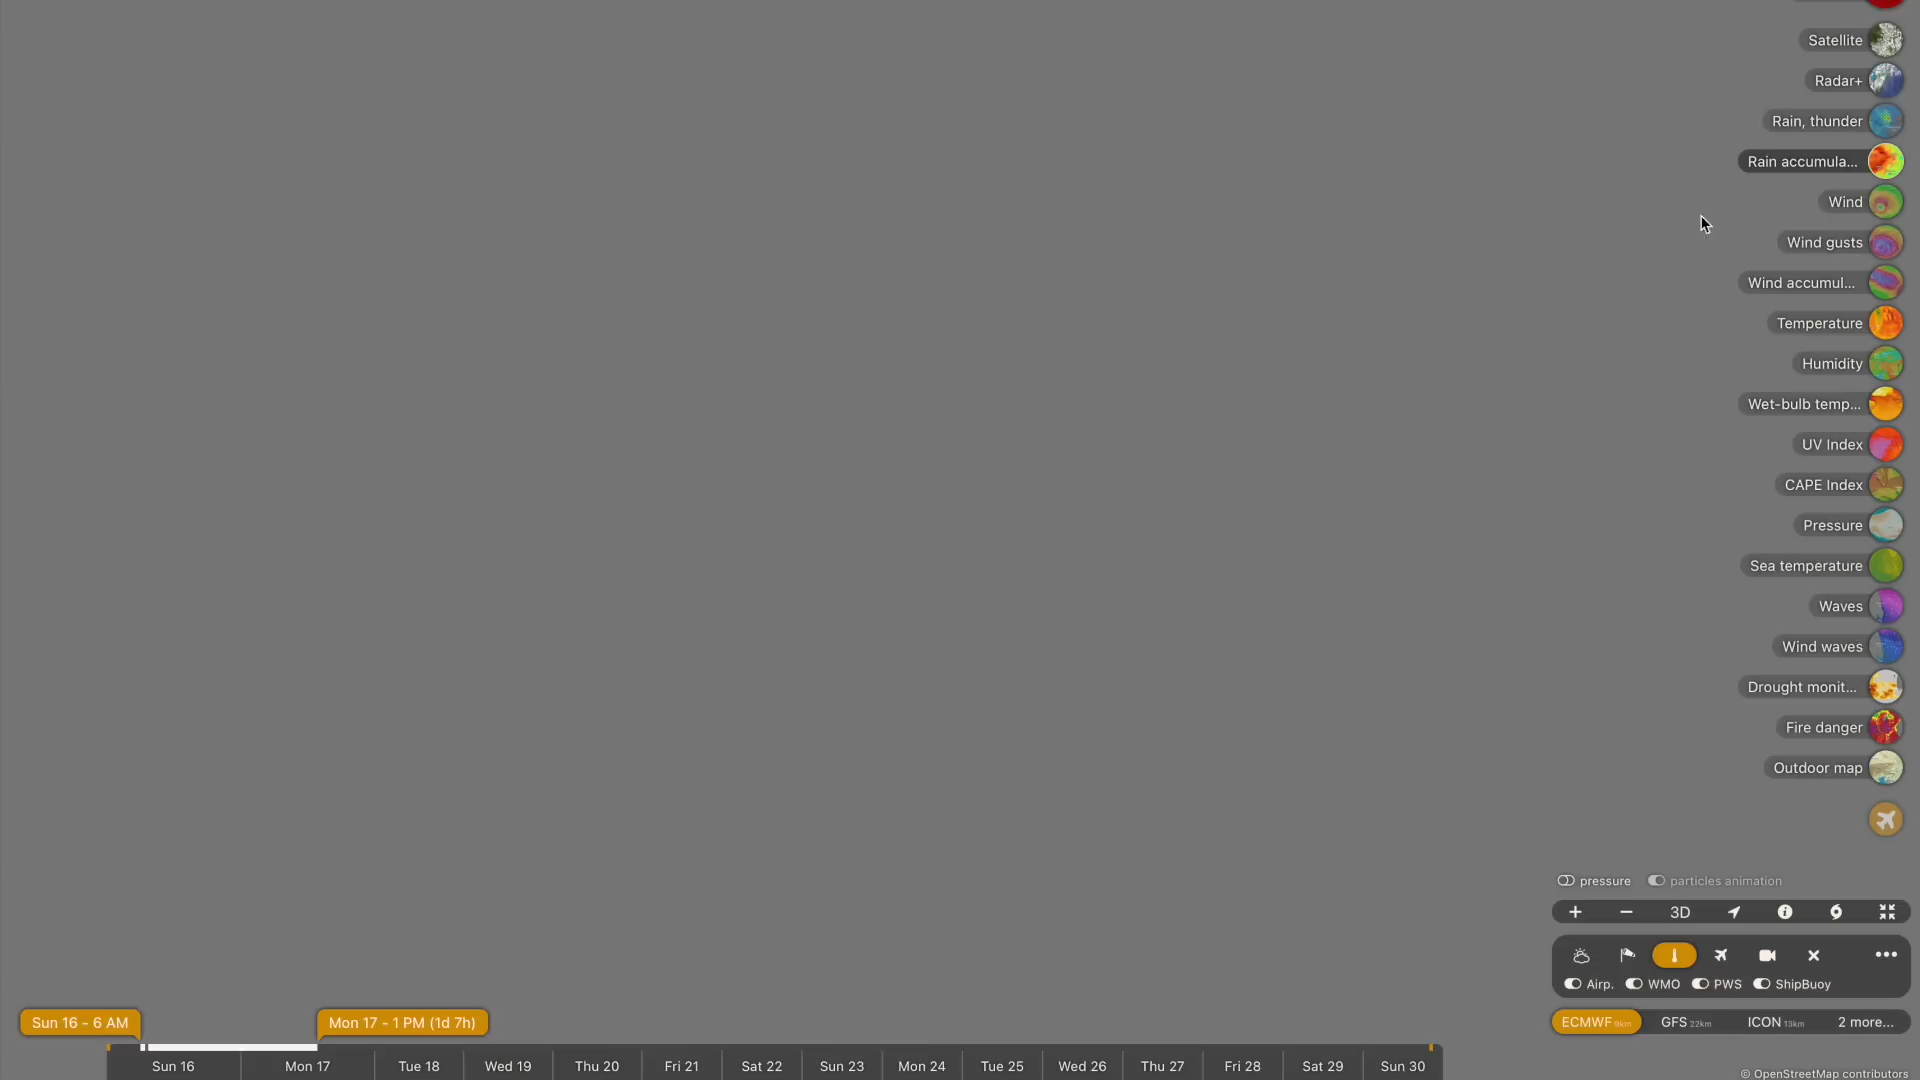 Satellite
Radar+
Rain, thunder
Rain accumula...
Wind
Wind gusts
Wind accumul...
Temperature
Humidity
Wet-bulb temp...
UV Index
CAPE Index
Pressure
Sea temperature
Waves
Wind waves
Drought monit...
Fire danger
Outdoor map
pressure particles animation
3D
Airp. WMO PWS ShipBuoy
ECMWF 9km GFS 22km ICON 13km 2 more...
Sun 16 - 6 AM Mon 17 - 1 PM (1d 7h)
Sun 16 Mon 17 Tue 18 Wed 19 Thu 20 Fri 21 Sat 22 Sun 23 Mon 24 Tue 25 Wed 26 Thu 27 Fri 28 Sat 29 Sun 30
© OpenStreetMap contributors